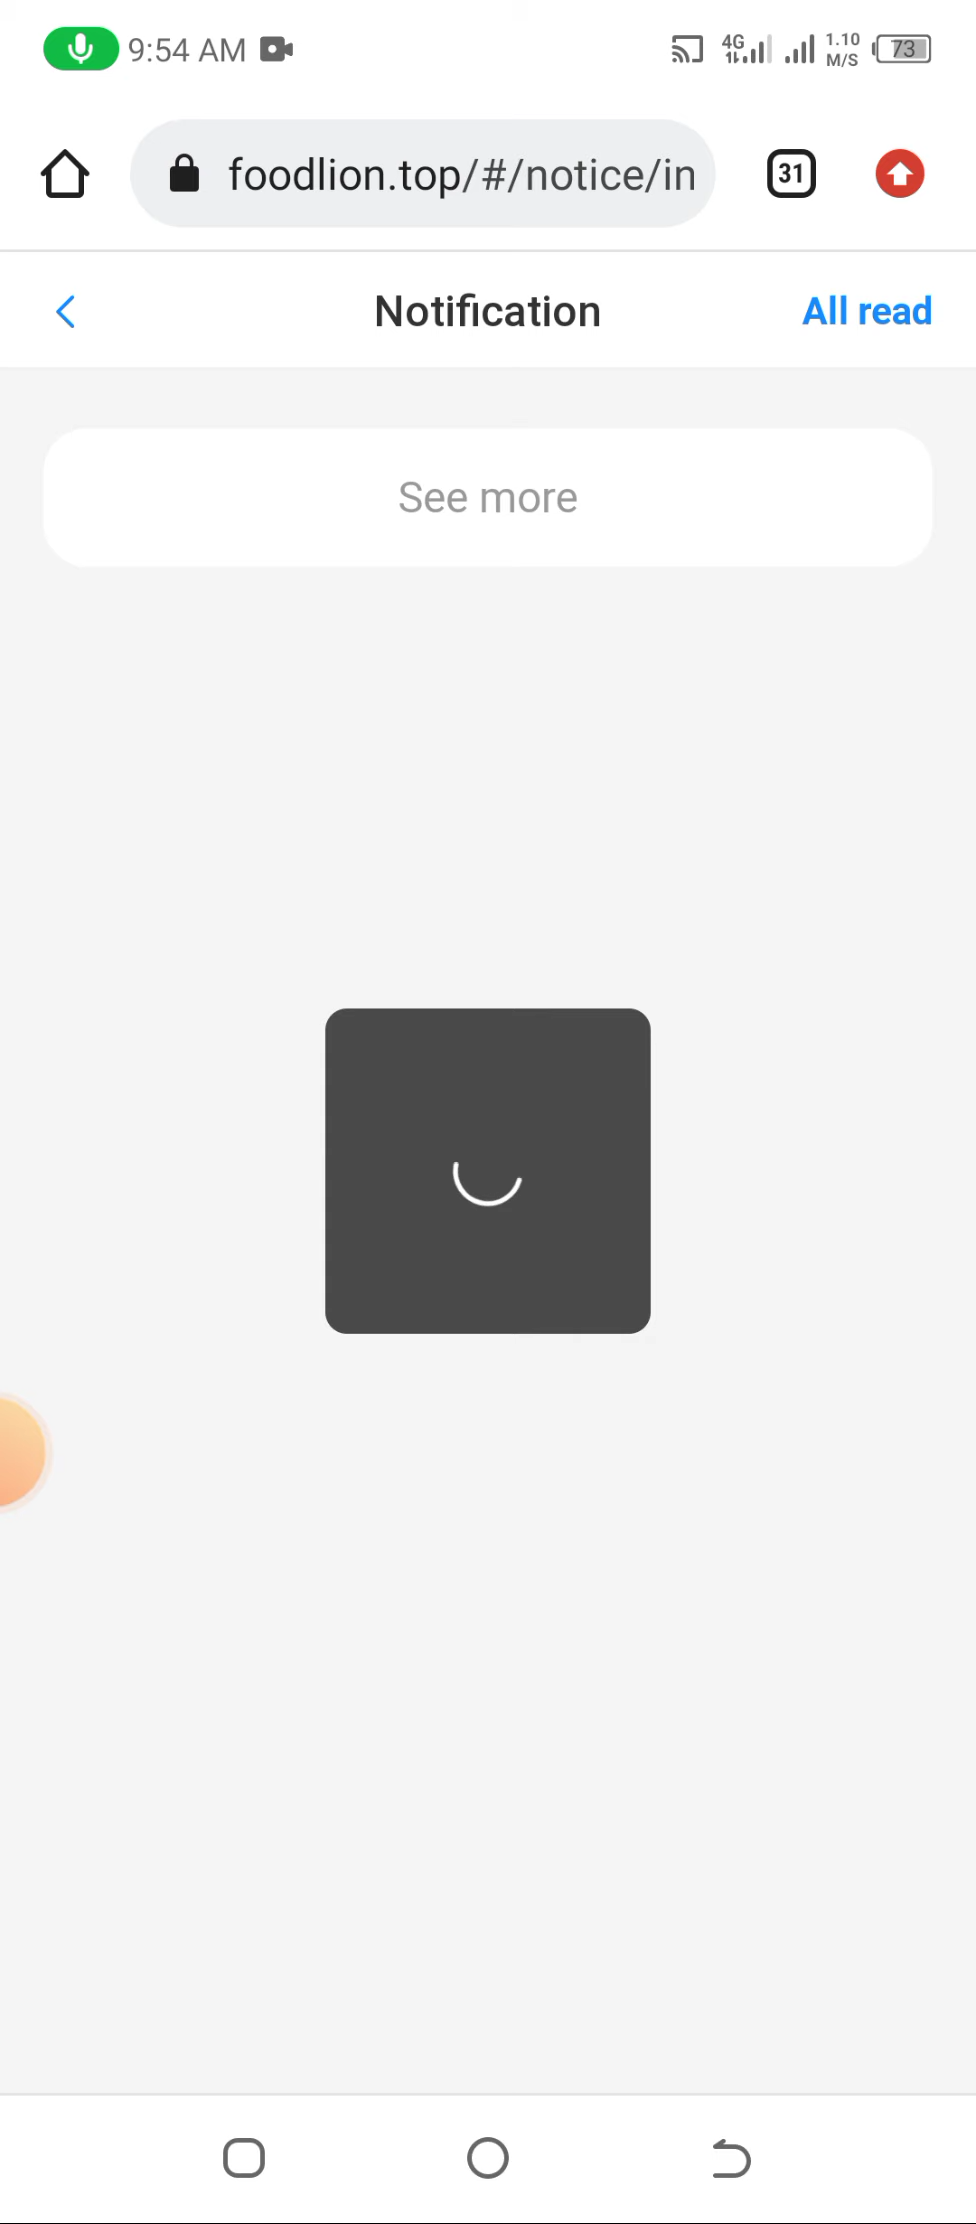 9:54 AM
4G
1.10
M/S
73
foodlion.top/#/notice/in
31
Notification
All read
See more